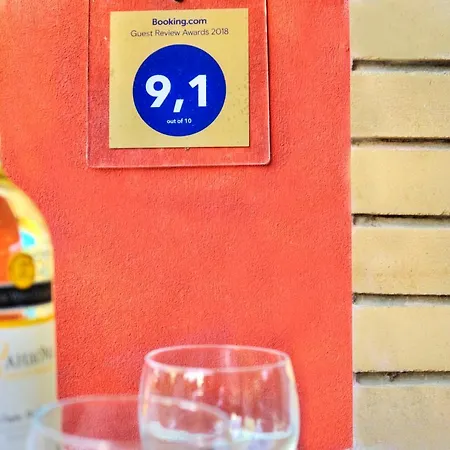 Booking.com
Guest Review Awards 2018
9,1
out of 10